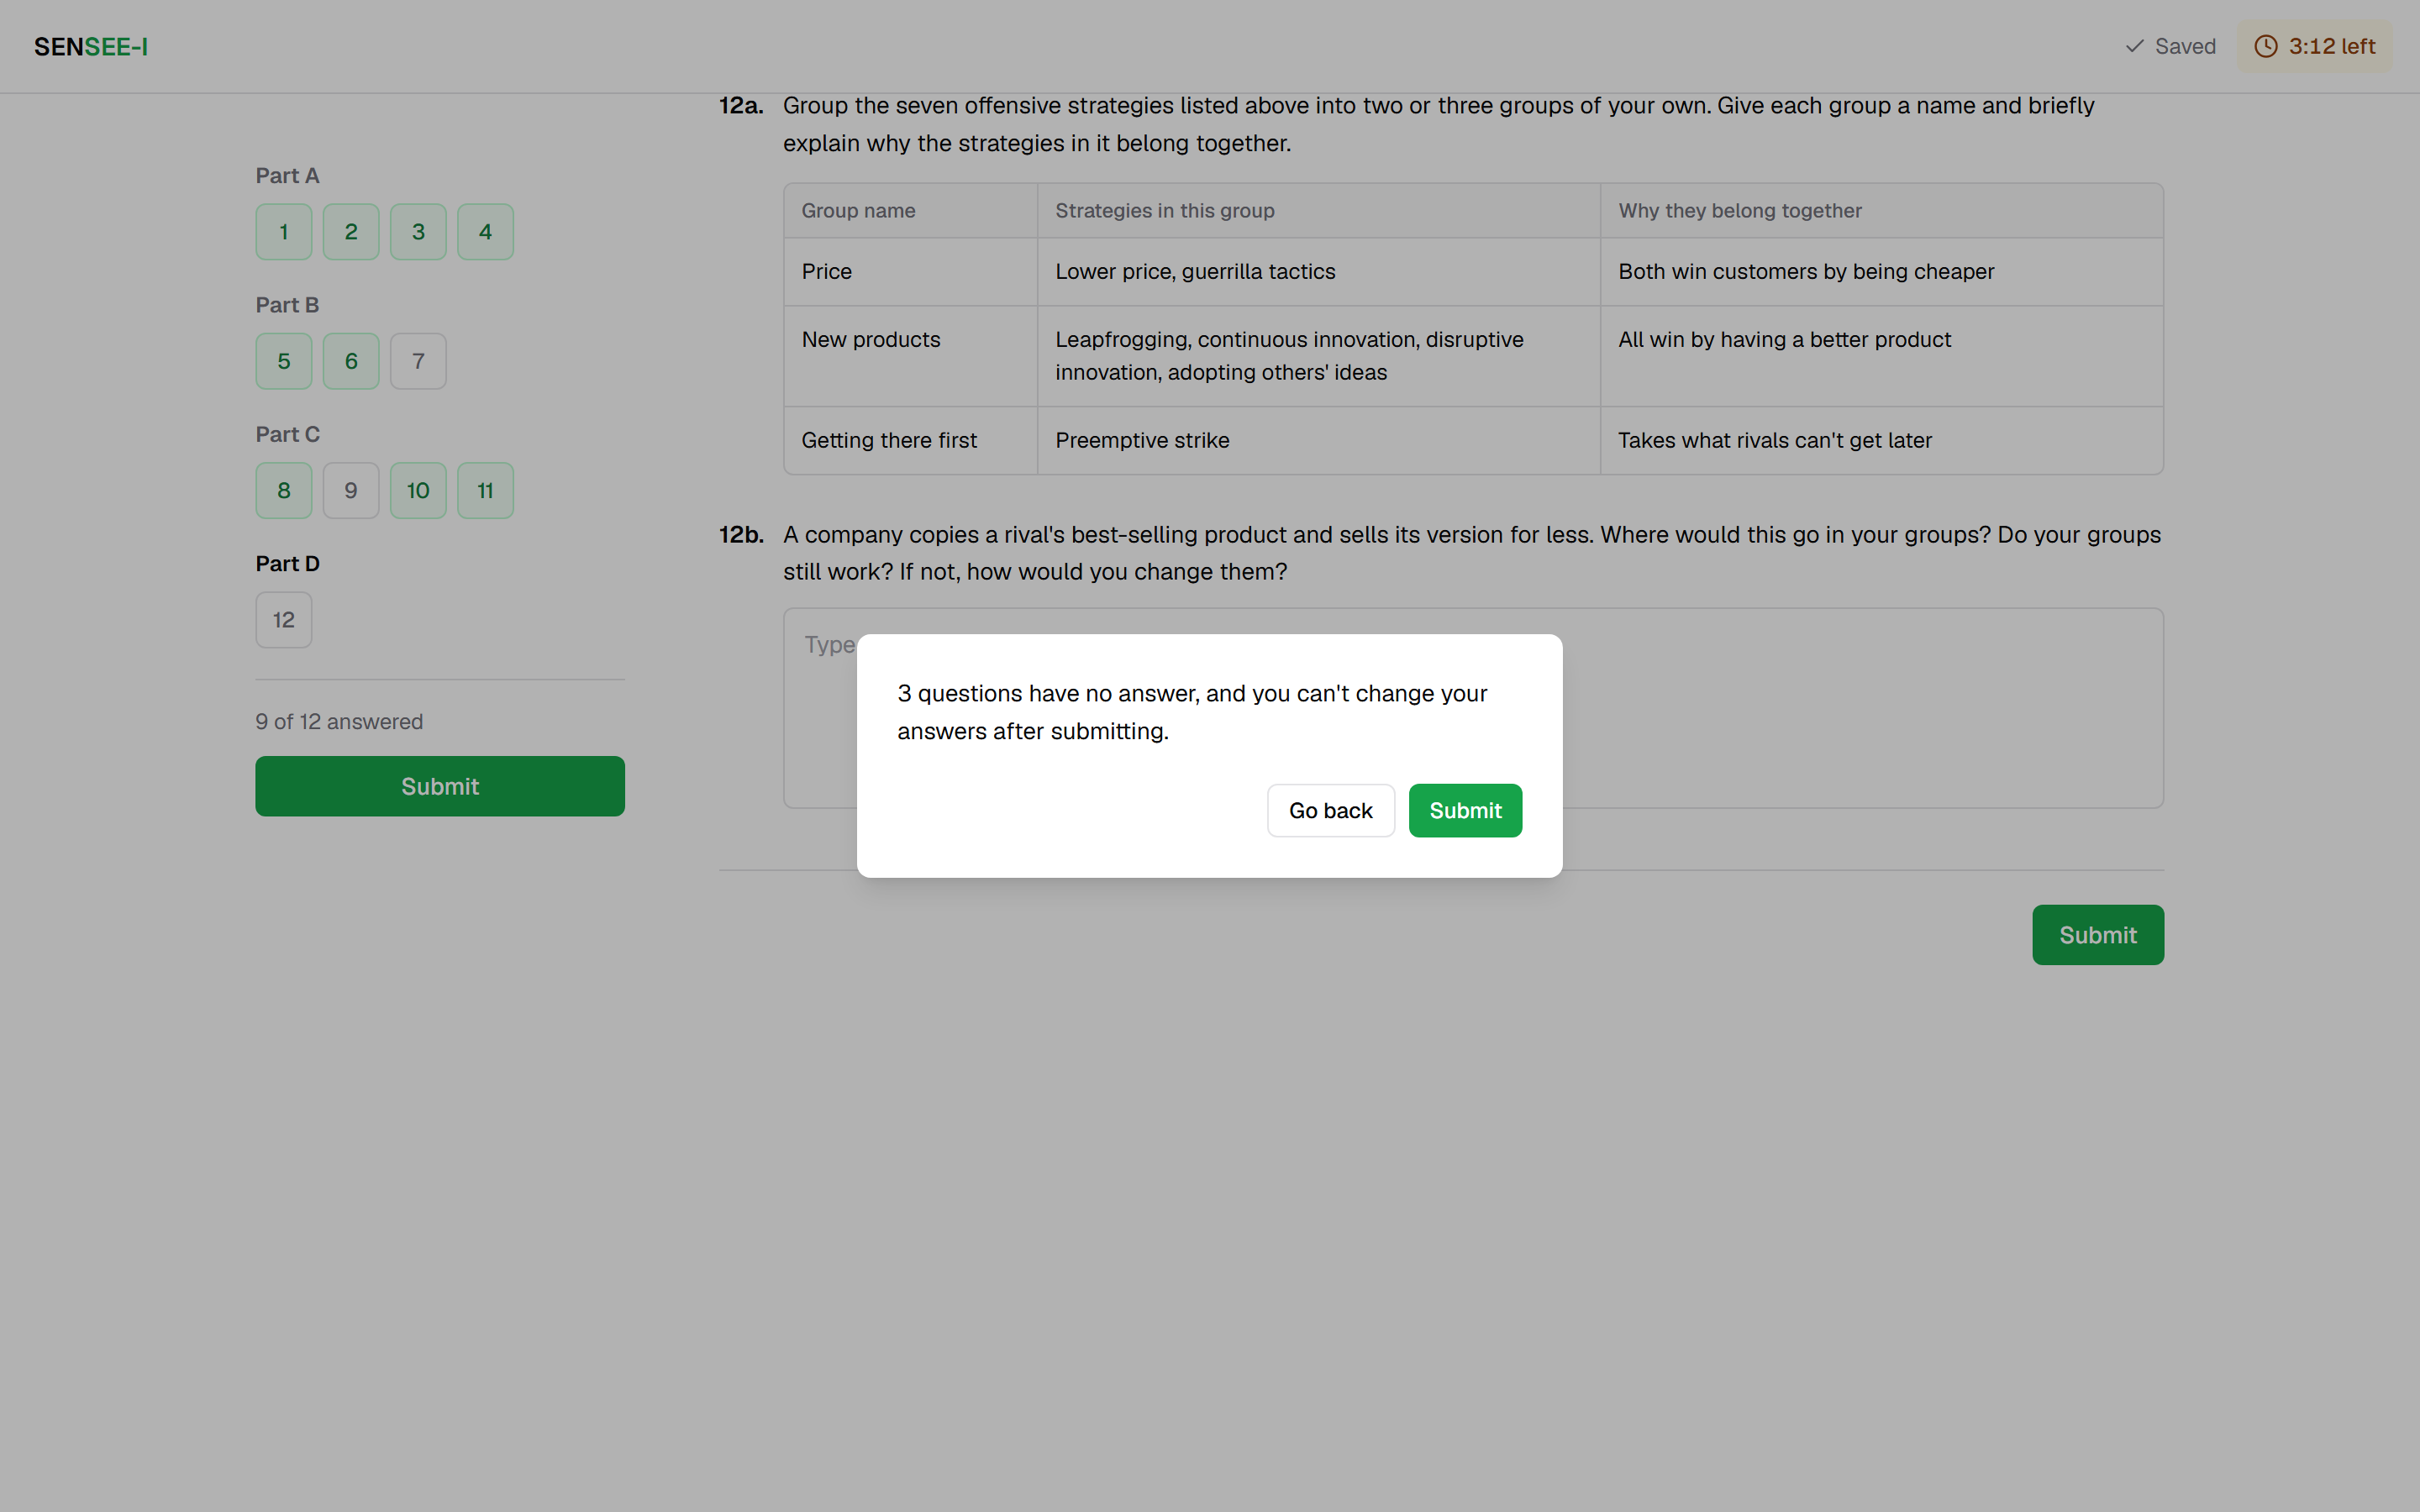 SENSEE-I
Saved
3:12 left
Part A
1 2 3 4
Part B
5 6 7
Part C
8 9 10 11
Part D
12
9 of 12 answered
Submit
12a. Group the seven offensive strategies listed above into two or three groups of your own. Give each group a name and briefly
explain why the strategies in it belong together.
Group name Strategies in this group Why they belong together
Price Lower price, guerrilla tactics Both win customers by being cheaper
New products Leapfrogging, continuous innovation, disruptive All win by having a better product
innovation, adopting others' ideas
Getting there first Preemptive strike Takes what rivals can't get later
12b. A company copies a rival's best-selling product and sells its version for less. Where would this go in your groups? Do your groups
still work? If not, how would you change them?
Type
3 questions have no answer, and you can't change your
answers after submitting.
Go back Submit
Submit